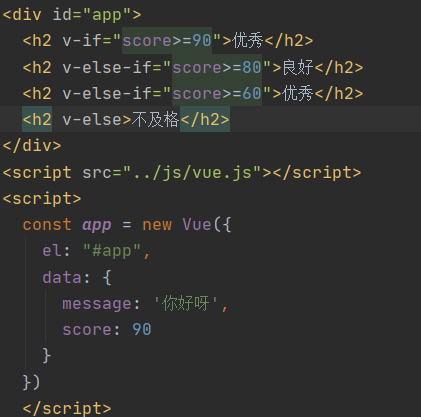 <div id="app">
  <h2 v-if="score>=90">优秀</h2>
  <h2 v-else-if="score>=80">良好</h2>
  <h2 v-else-if="score>=60">优秀</h2>
  <h2 v-else>不及格</h2>
</div>
<script src="../js/vue.js"></script>
<script>
  const app = new Vue({
    el: "#app",
    data: {
      message: '你好呀',
      score: 90
    }
  })
  </script>